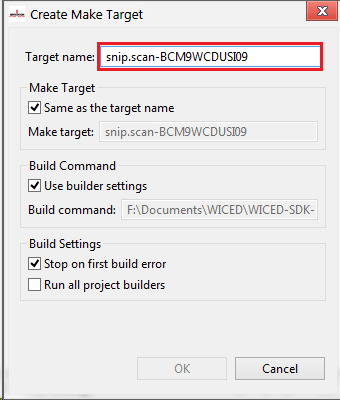 Create Make Target
Target name: snip.scan-BCM9WCDUSI09
Make Target
Same as the target name
Make target: snip.scan-BCM9WCDUSI09
Build Command
Use builder settings
Build command: F:\Documents\WICED\WICED-SDK-
Build Settings
Stop on first build error
Run all project builders
OK Cancel